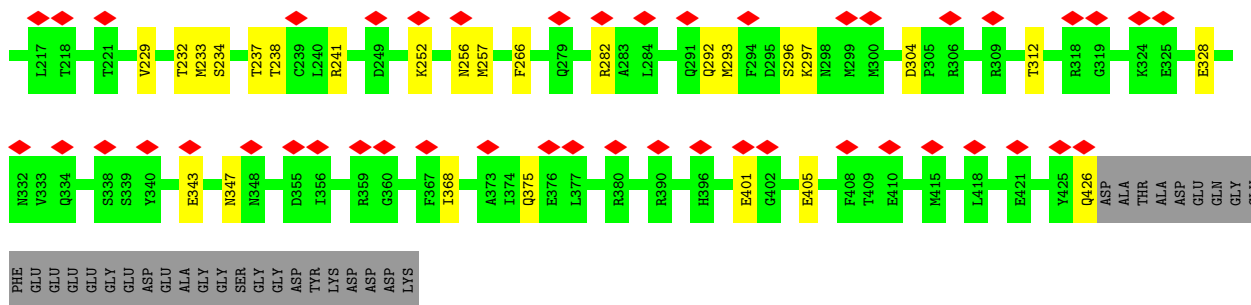 L217 T218 T221 V229 T232 M233 S234 T237 T238 C239 L240 R241 D249 K252 N256 M257 F266 Q279 R282 A283 L284 Q291 Q292 M293 F294 D295 S296 K297 N298 M299 M300 D304 P305 R306 R309 T312 R318 G319 K324 E325 E328
N332 V333 Q334 S338 S339 Y340 E343 N347 N348 D355 I356 R359 G360 F367 I368 A373 I374 Q375 E376 L377 R380 R390 H396 E401 G402 E405 F408 T409 E410 M415 L418 E421 Y425 Q426 ASP ALA THR ALA ASP GLU GLN GLY
PHE GLU GLU GLU GLU GLY GLU ASP GLU ALA GLY GLY SER GLY GLY ASP TYR LYS ASP ASP ASP LYS